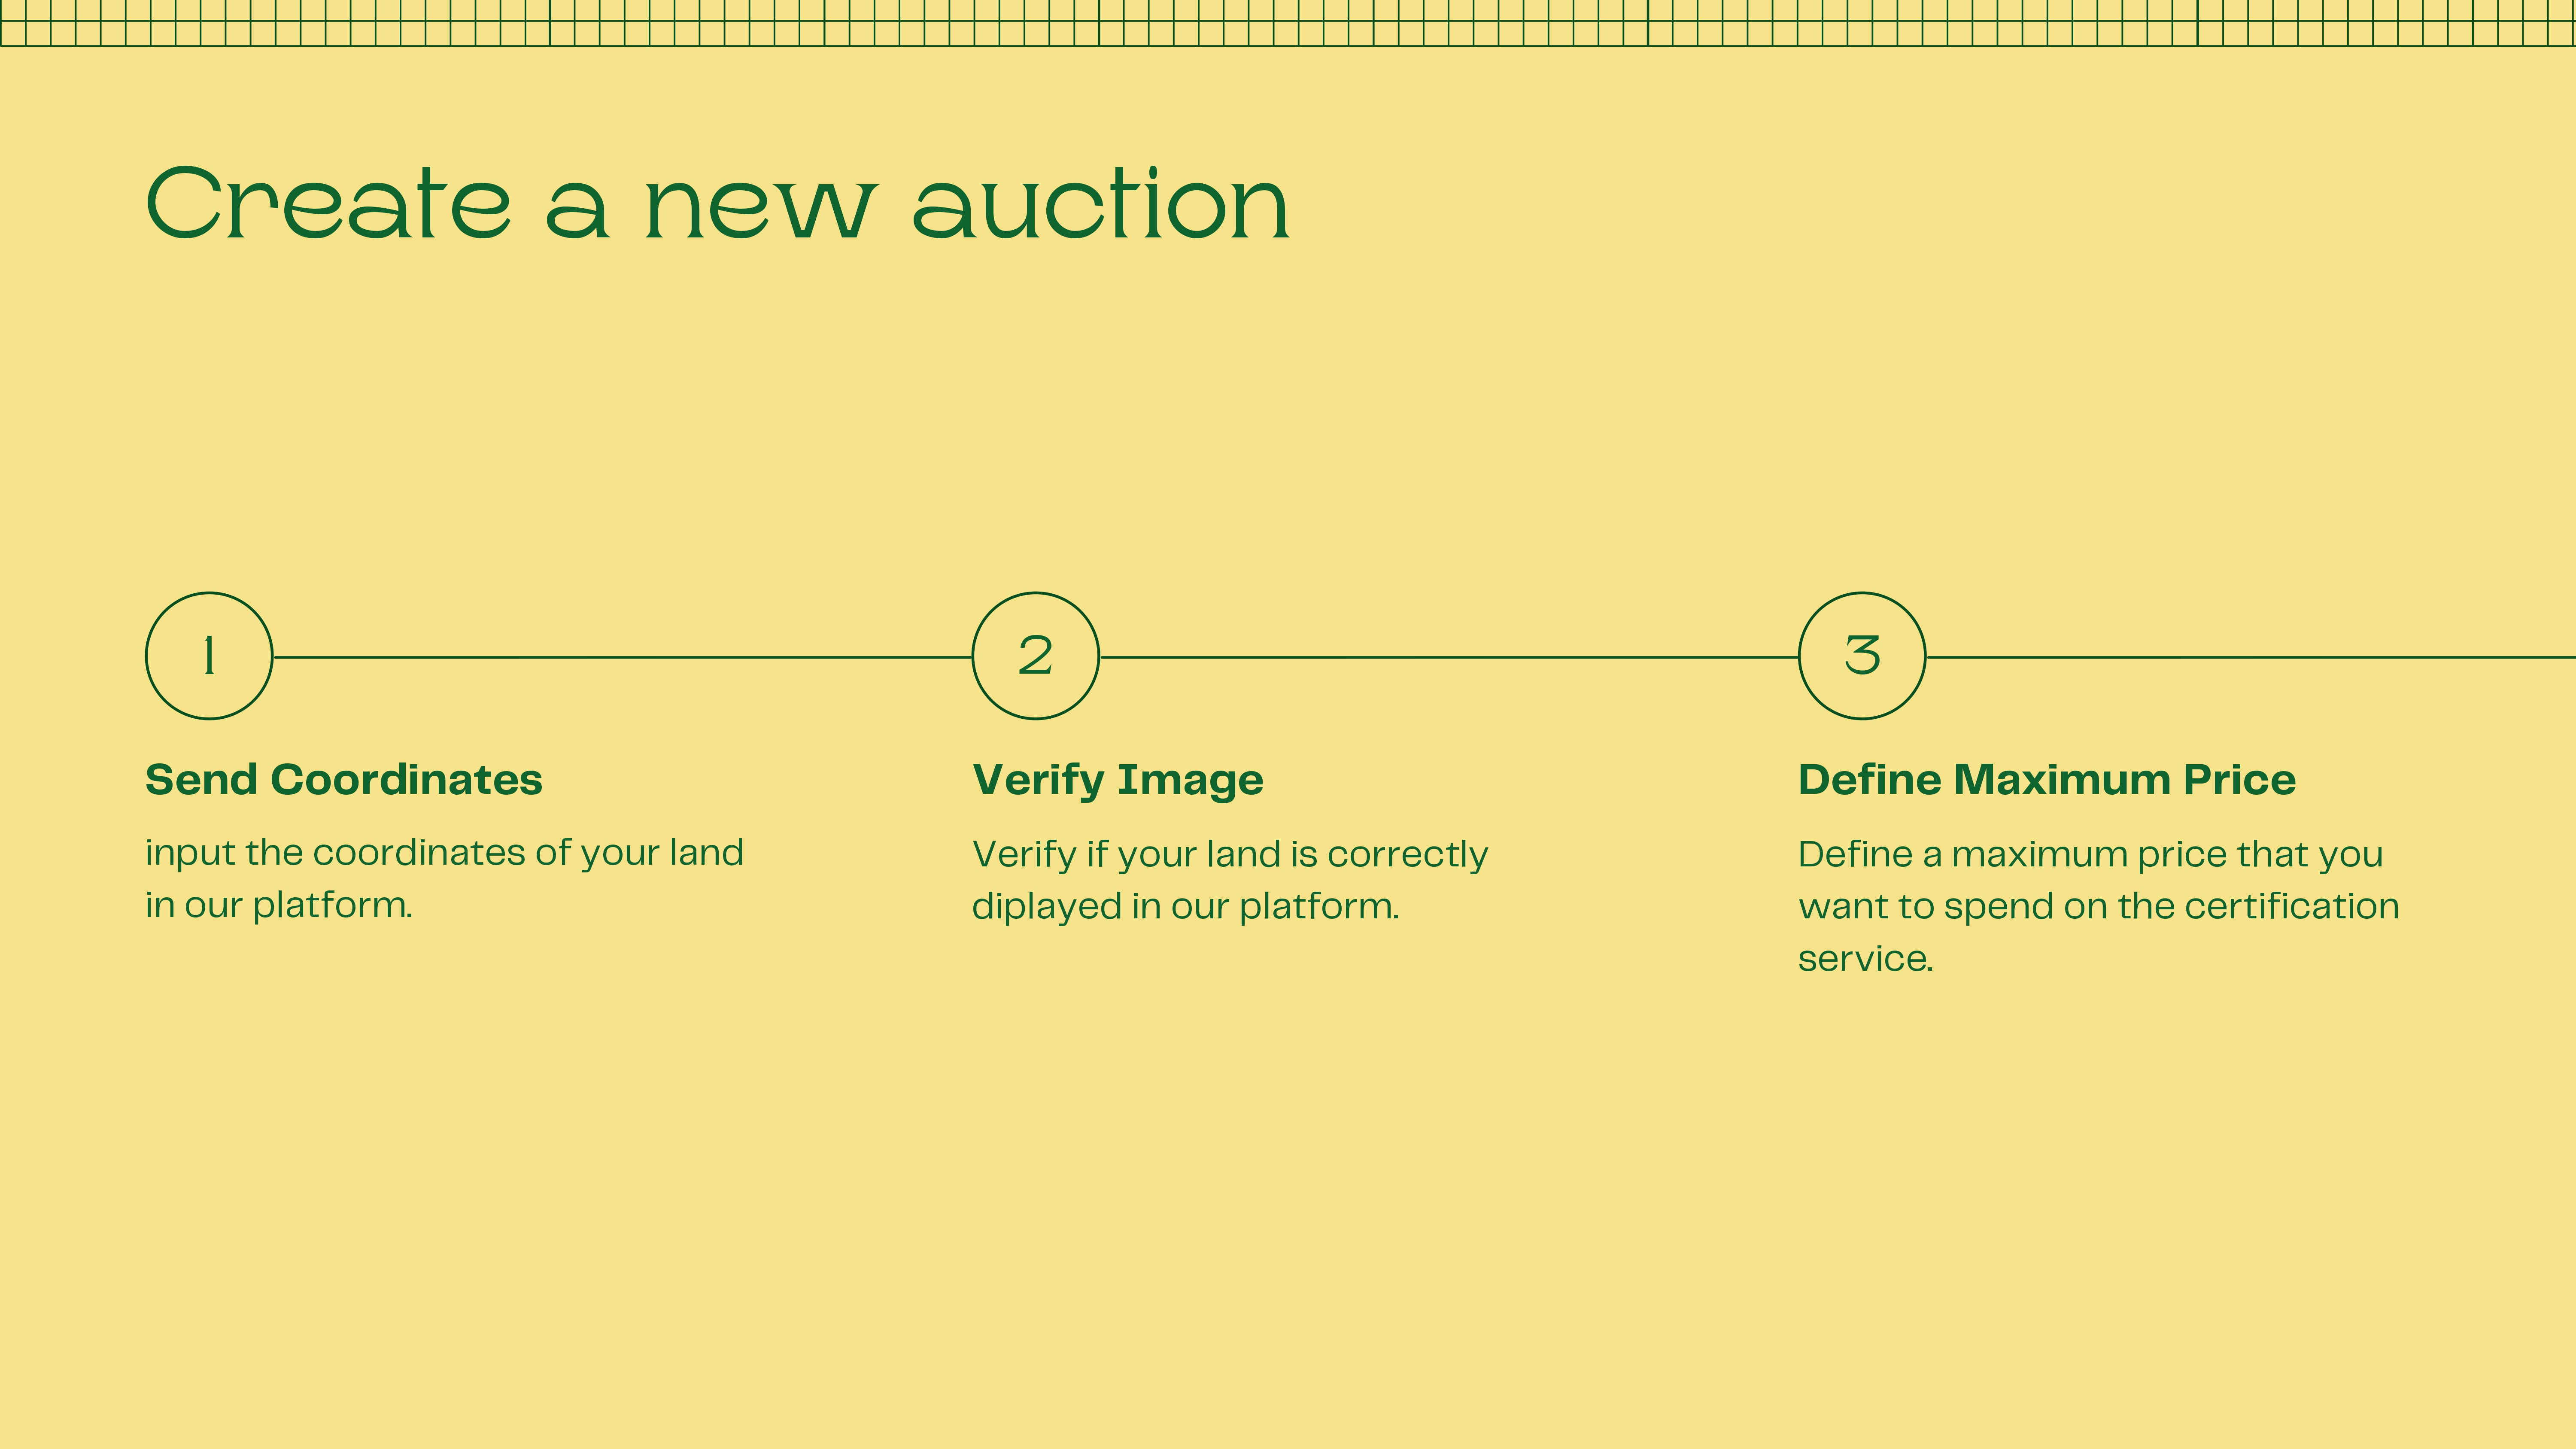 Create a new auction
1
2
3
Send Coordinates
input the coordinates of your land
in our platform.
Verify Image
Verify if your land is correctly
diplayed in our platform.
Define Maximum Price
Define a maximum price that you
want to spend on the certification
service.